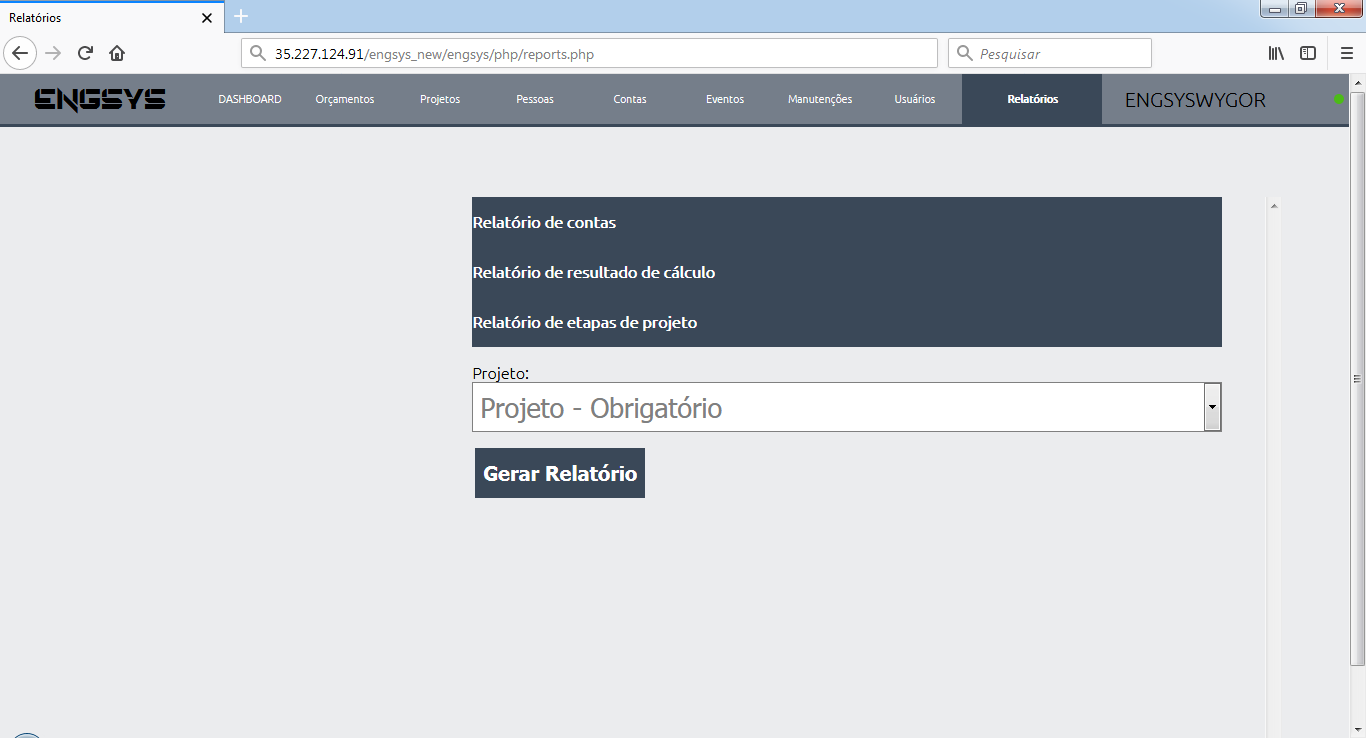 Relatórios
35.227.124.91/engsys_new/engsys/php/reports.php
Pesquisar
ENGSYS
DASHBOARD
Orçamentos
Projetos
Pessoas
Contas
Eventos
Manutenções
Usuários
Relatórios
ENGSYSWYGOR
Relatório de contas
Relatório de resultado de cálculo
Relatório de etapas de projeto
Projeto:
Projeto - Obrigatório
Gerar Relatório